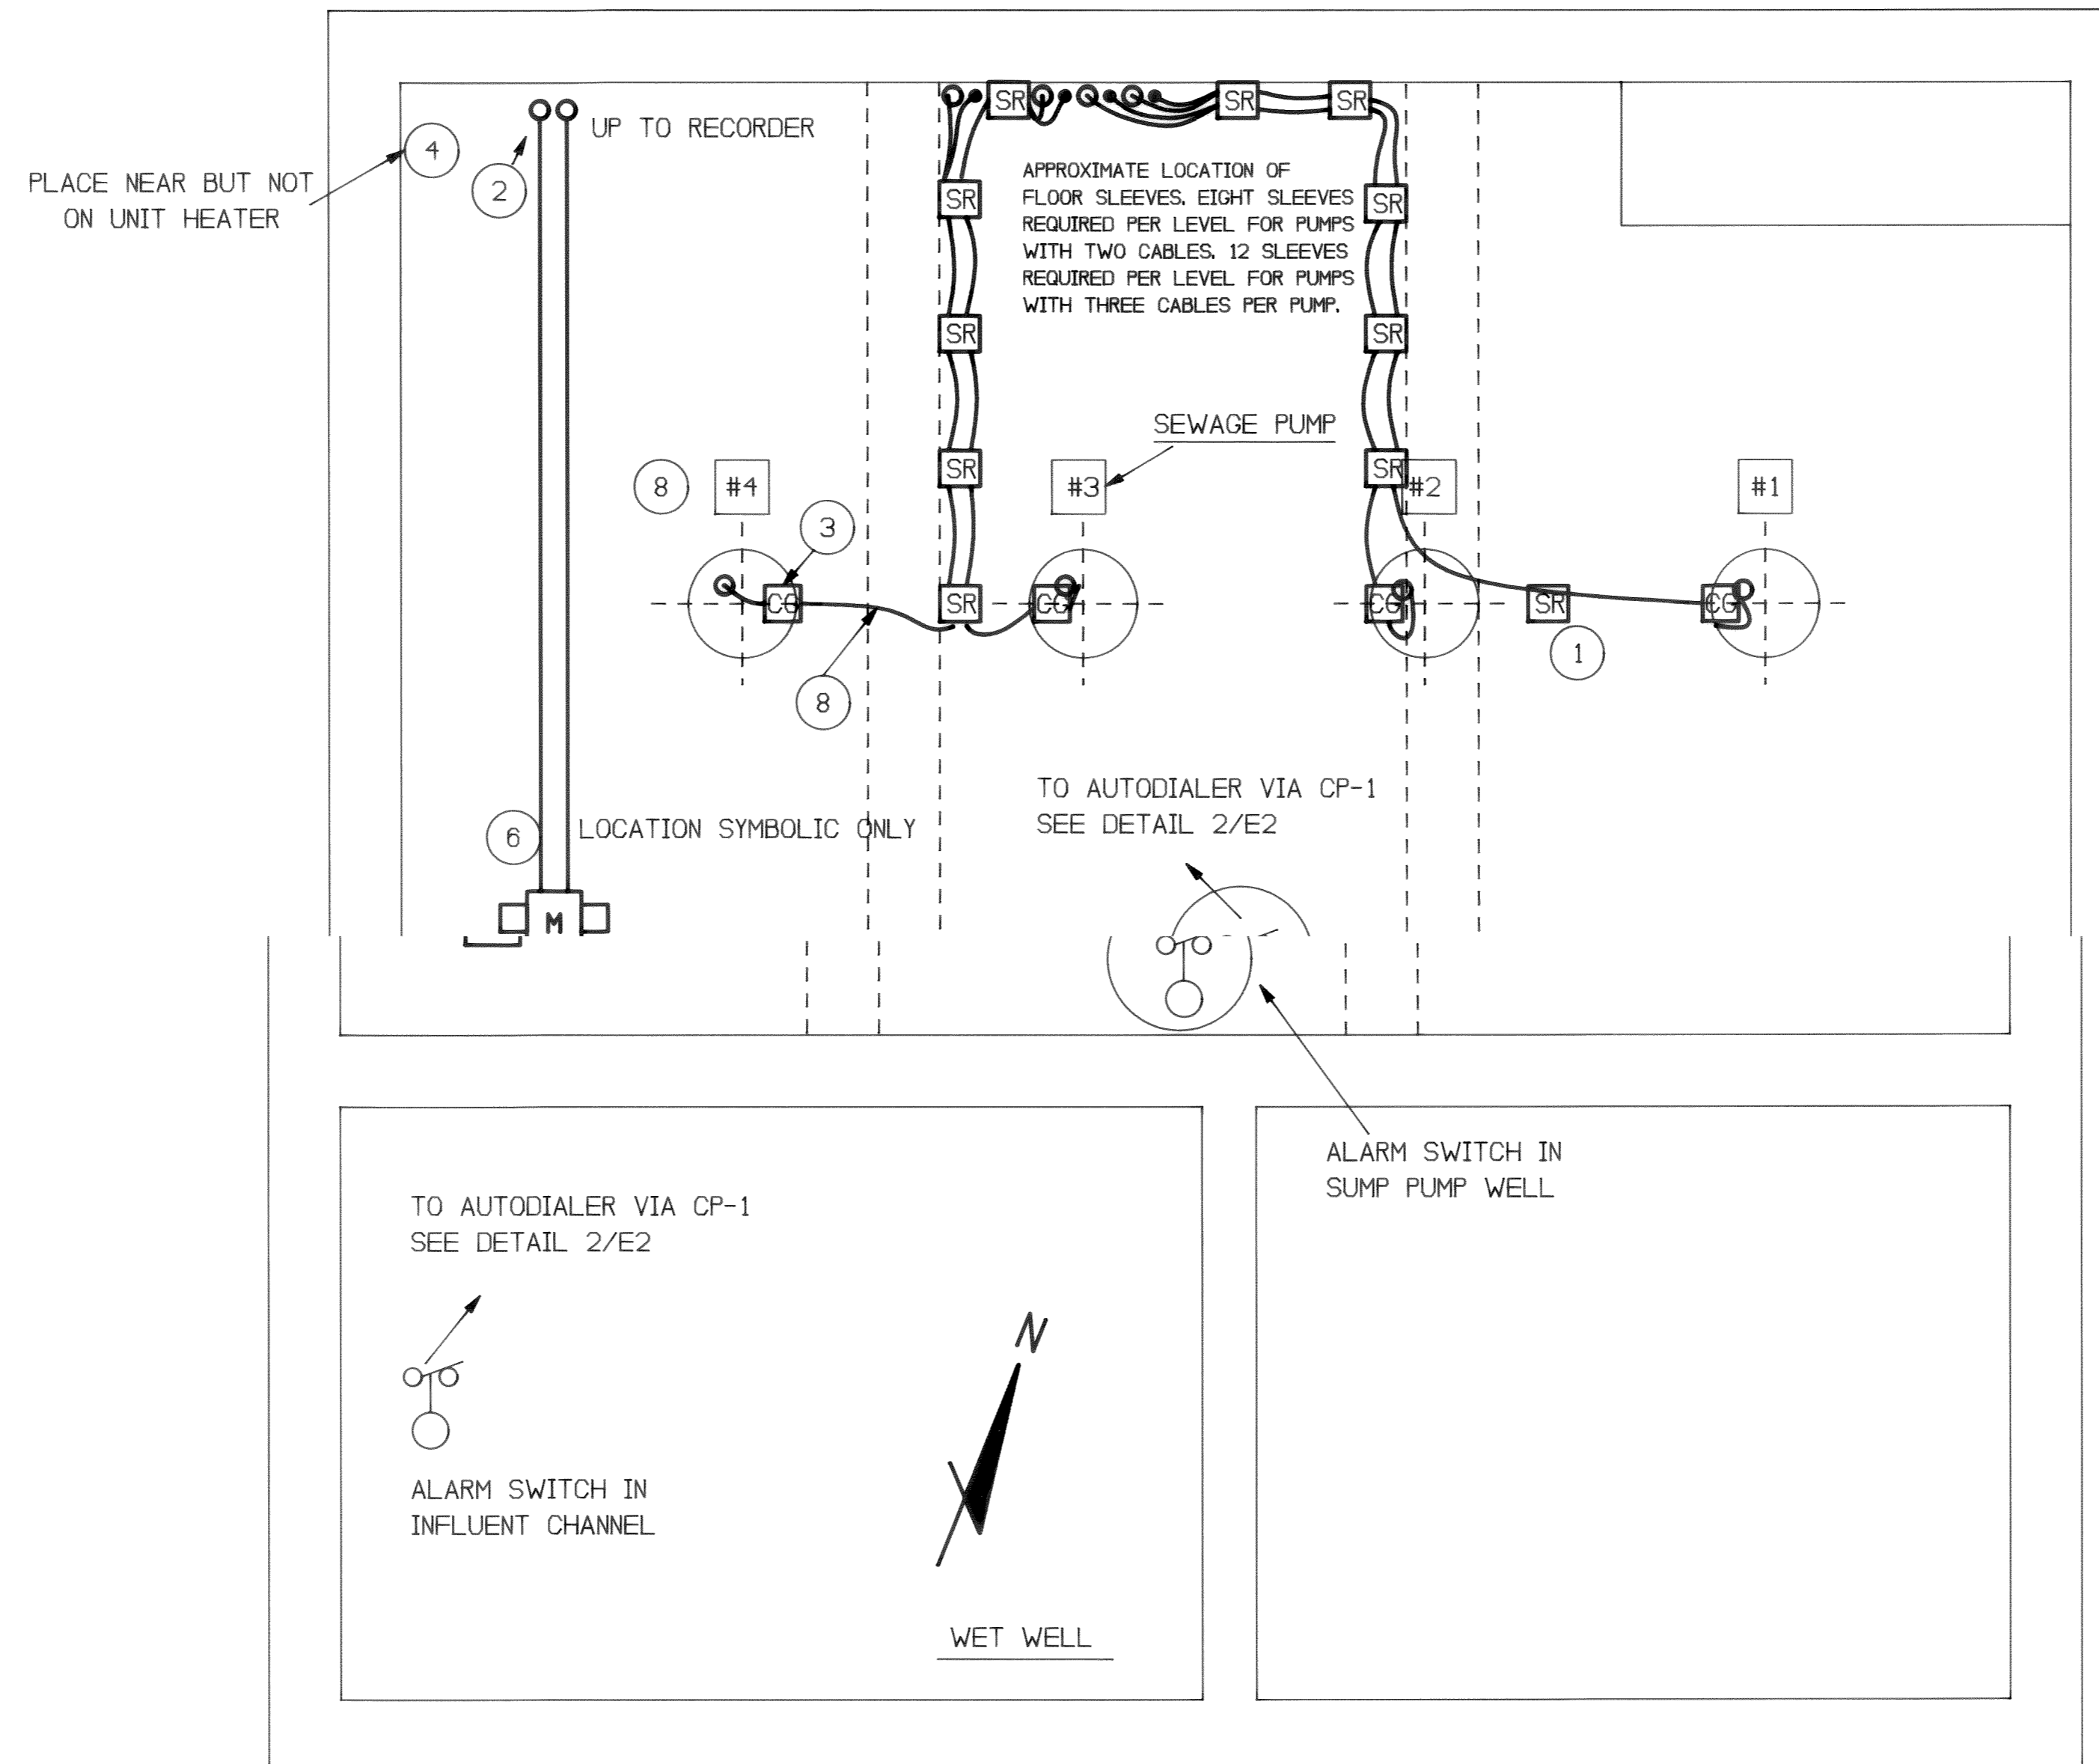 SR
SR
SR
UP TO RECORDER
4
2
PLACE NEAR BUT NOT
ON UNIT HEATER
APPROXIMATE LOCATION OF
FLOOR SLEEVES. EIGHT SLEEVES
REQUIRED PER LEVEL FOR PUMPS
WITH TWO CABLES. 12 SLEEVES
REQUIRED PER LEVEL FOR PUMPS
WITH THREE CABLES PER PUMP.
SR
SR
SR
SR
SEWAGE PUMP
SR
SR
8
#4
#3
#2
#1
3
CG
SR
CG
CG
SR
CG
1
8
TO AUTODIALER VIA CP-1
SEE DETAIL 2/E2
6
LOCATION SYMBOLIC ONLY
M
ALARM SWITCH IN
SUMP PUMP WELL
TO AUTODIALER VIA CP-1
SEE DETAIL 2/E2
N
ALARM SWITCH IN
INFLUENT CHANNEL
WET WELL